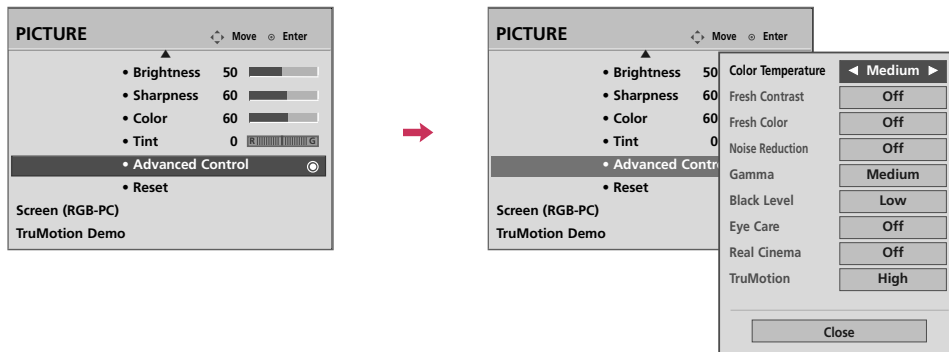 PICTURE
Move Enter
• Brightness 50
• Sharpness 60
• Color 60
• Tint 0 R G
• Advanced Control
• Reset
Screen (RGB-PC)
TruMotion Demo
PICTURE
Move Enter
• Brightness 50
• Sharpness 60
• Color 60
• Tint 0
• Advanced Contro
• Reset
Screen (RGB-PC)
TruMotion Demo
Color Temperature ◀ Medium ▶
Fresh Contrast Off
Fresh Color Off
Noise Reduction Off
Gamma Medium
Black Level Low
Eye Care Off
Real Cinema Off
TruMotion High
Close